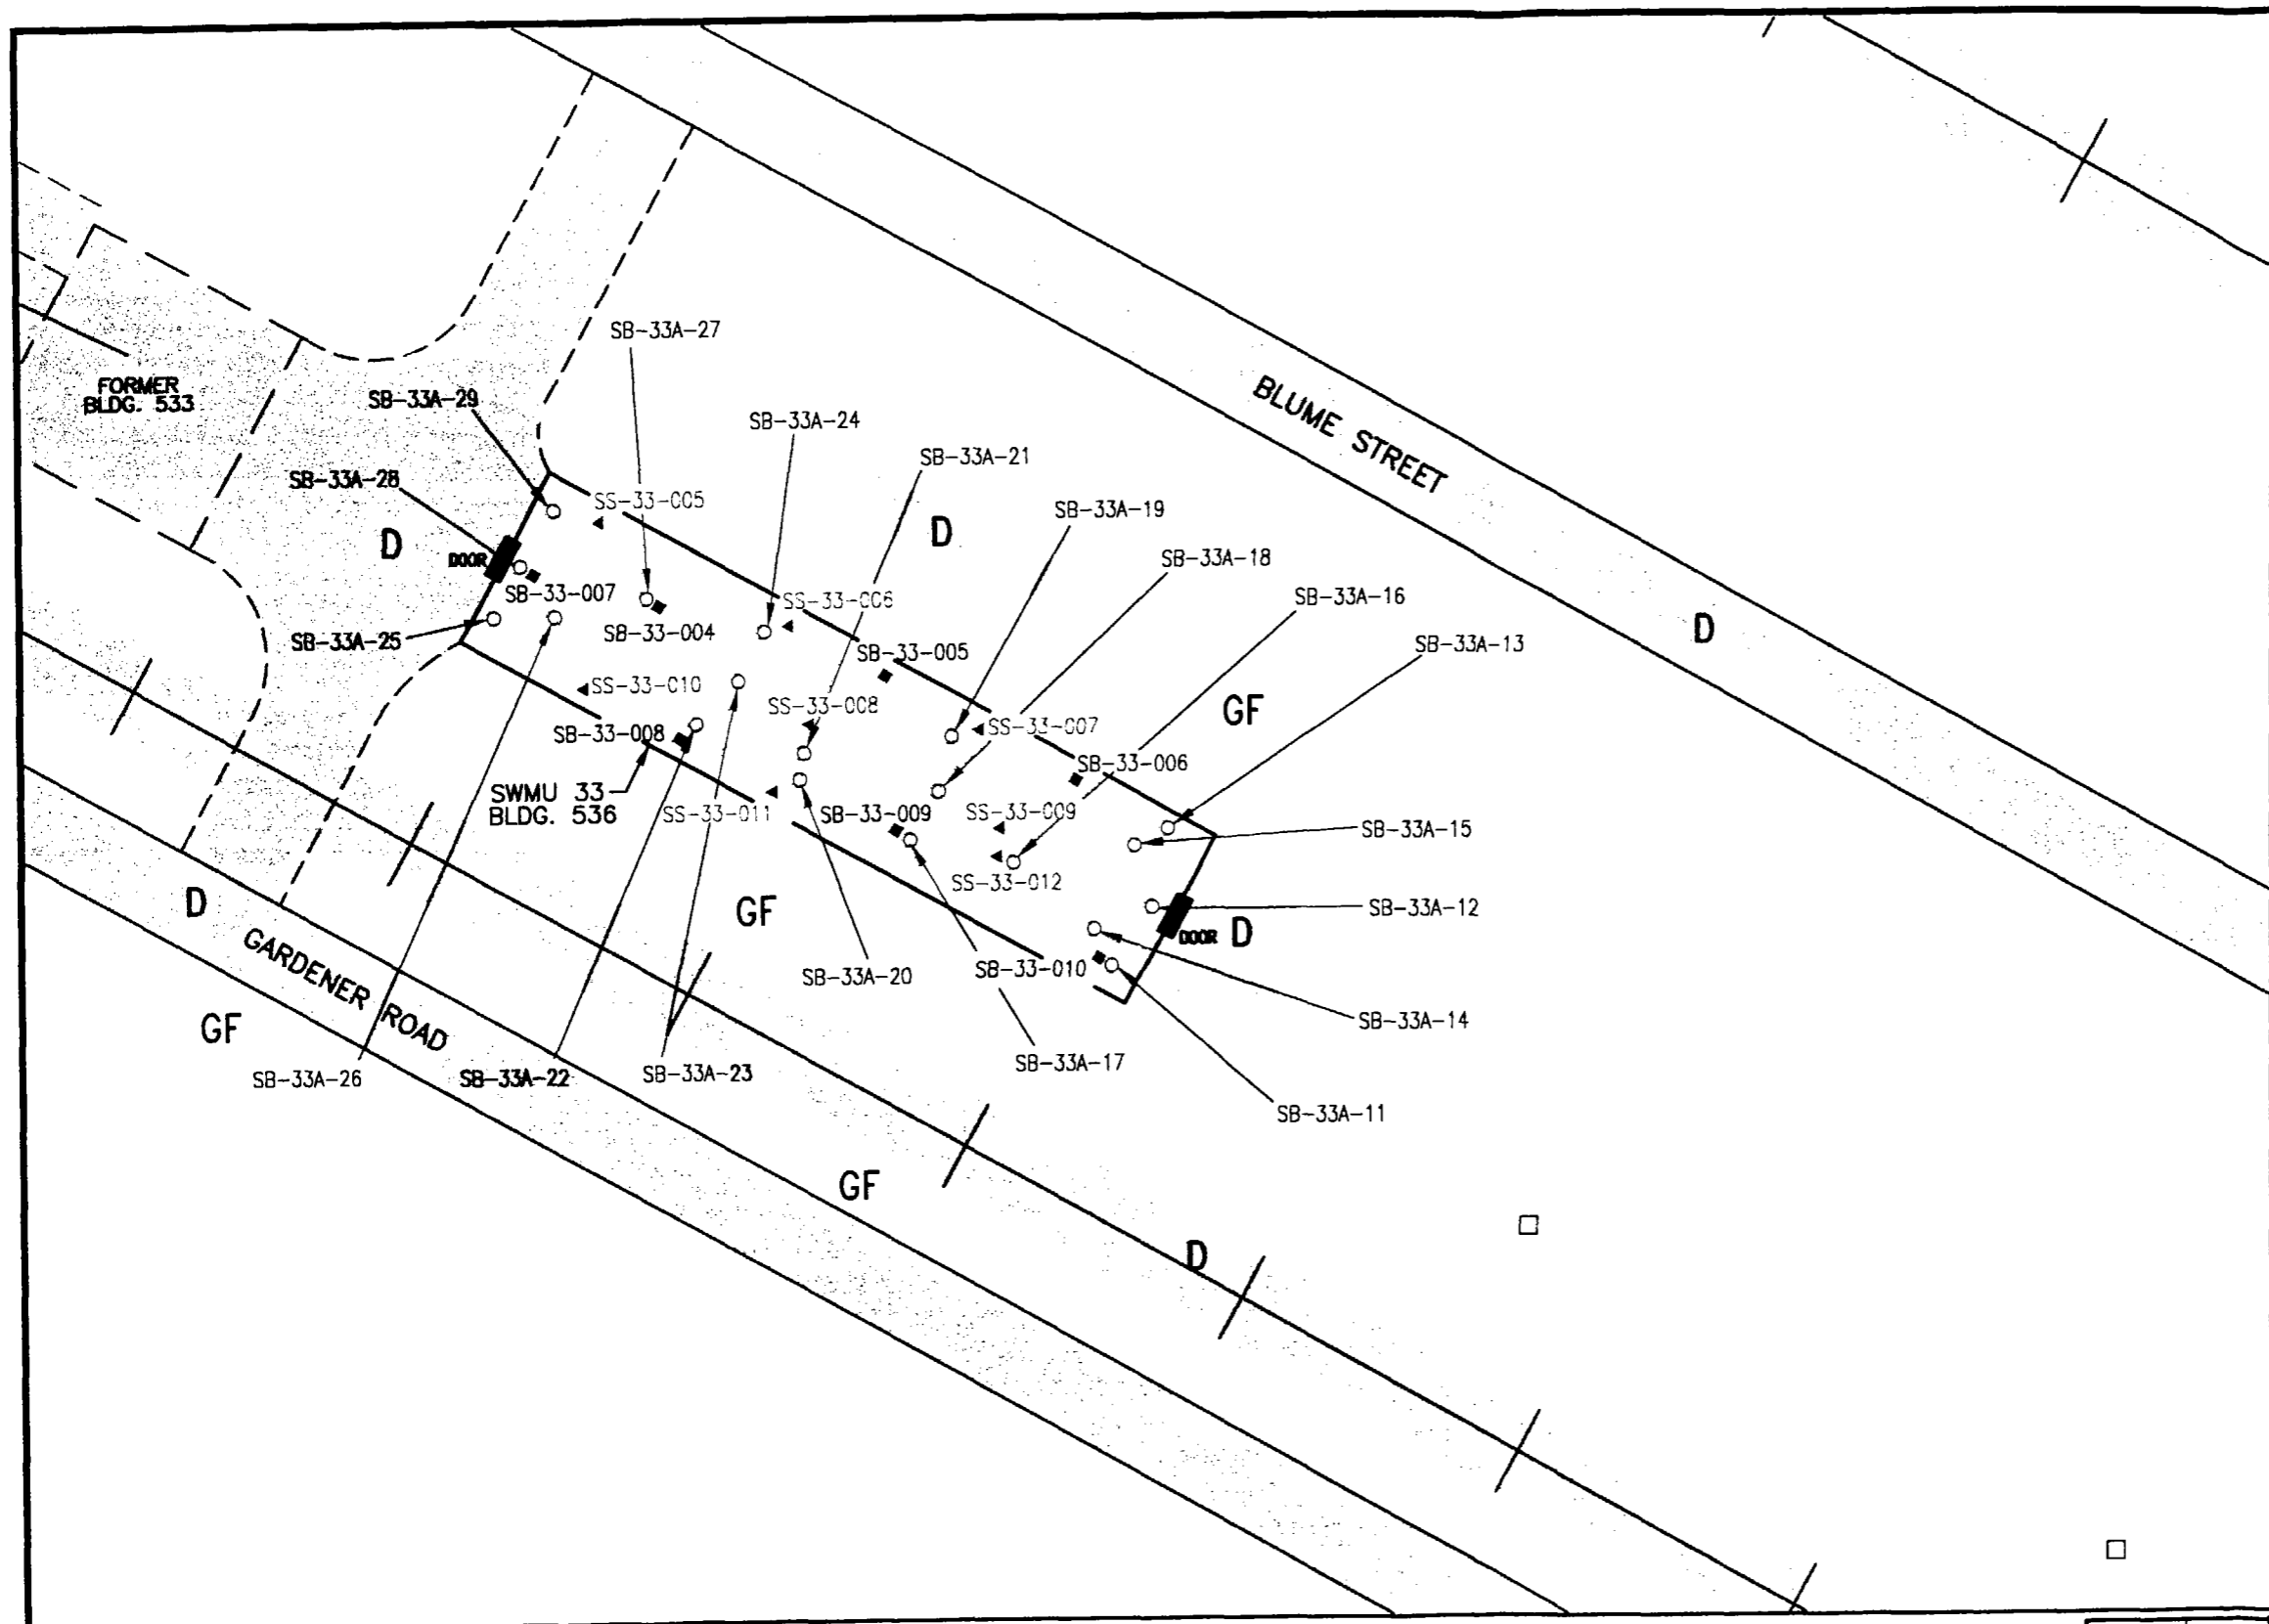 SB-33A-27
FORMER
BLDG. 533
SB-33A-29
SB-33A-24
BLUME STREET
SB-33A-21
SB-33A-28
SS-33-005
SB-33A-19
D
D
DOOR
SB-33A-18
SB-33-007
SS-33-006
SB-33A-16
SB-33-004
SB-33A-25
SB-33-005
SB-33A-13
D
SS-33-010
SS-33-008
GF
SS-33-007
SB-33-008
SB-33-006
SWMU 33
BLDG. 536
SS-33-011
SB-33-009
SS-33-009
SB-33A-15
SS-33-012
D
GF
SB-33A-12
DOOR
D
GARDENER ROAD
SB-33A-20
SB-33-010
GF
SB-33A-14
SB-33A-26
SB-33A-22
SB-33A-23
SB-33A-17
SB-33A-11
GF
D